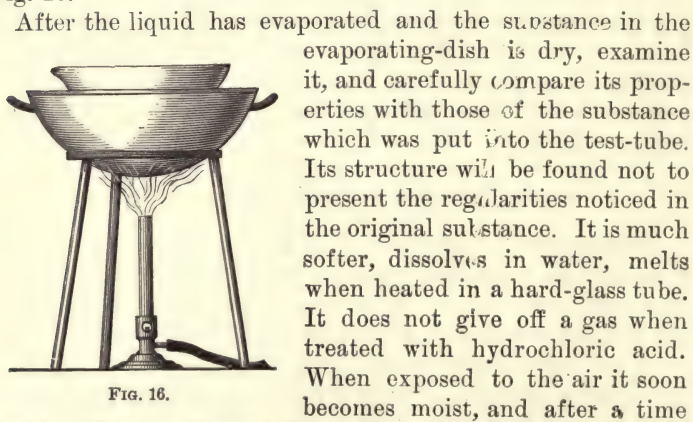 After the liquid has evaporated and the substance in the
evaporating-dish is dry, examine
it, and carefully compare its prop-
erties with those of the substance
which was put into the test-tube.
Its structure will be found not to
present the regularities noticed in
the original substance. It is much
softer, dissolves in water, melts
when heated in a hard-glass tube.
It does not give off a gas when
treated with hydrochloric acid.
When exposed to the air it soon
becomes moist, and after a time
FIG. 16.